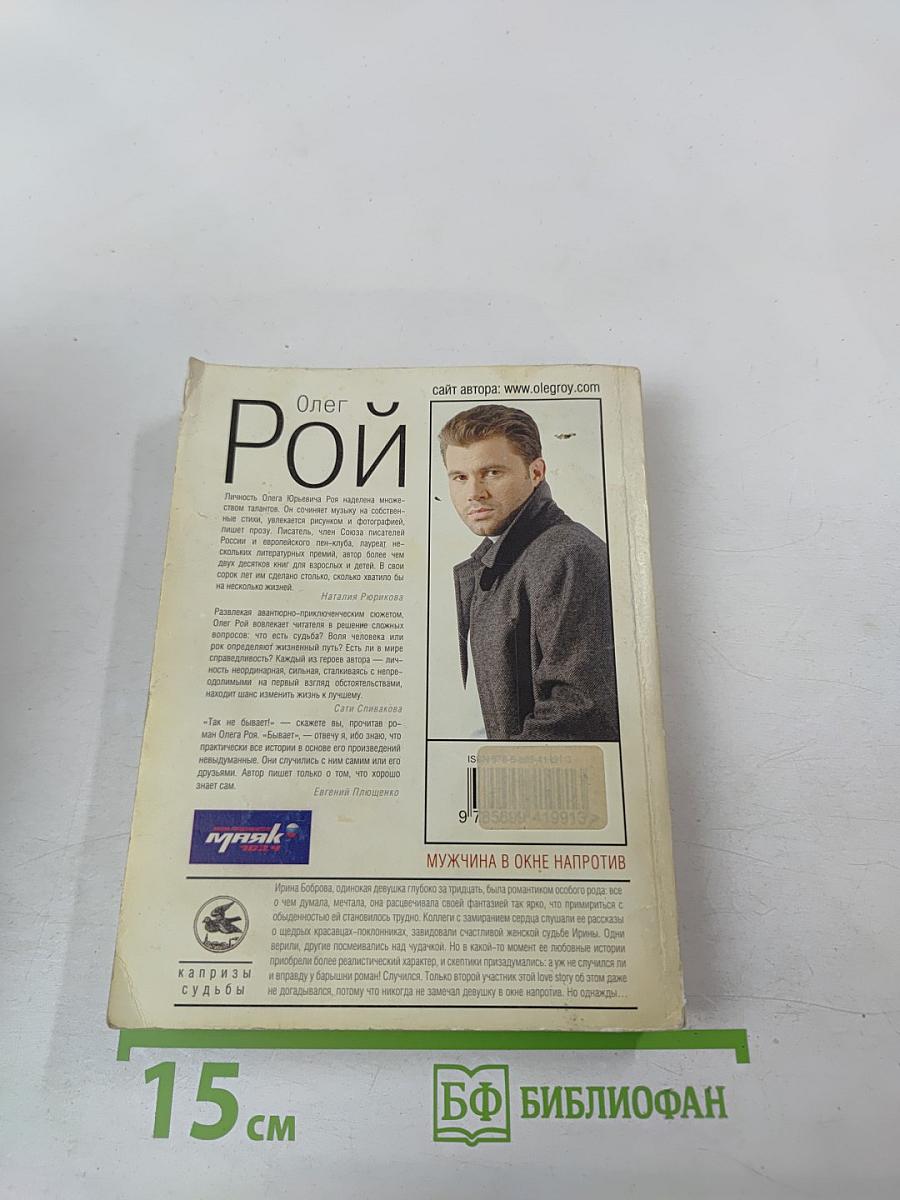 Олег
Рой
Личность Олега Юрьевича Роя наделена множе-
ством талантов. Он сочиняет музыку на собствен-
ные стихи, увлекается рисунком и фотографией,
пишет прозу. Писатель, член Союза писателей
России и европейского пен-клуба, лауреат не-
скольких литературных премий, автор более чем
двух десятков книг для взрослых и детей. В свои
сорок лет им сделано столько, сколько хватило бы
на несколько жизней.
Наталия Рюрикова
Развлекая авантюрно-приключенческим сюжетом,
Олег Рой вовлекает читателя в решение сложных
вопросов: что есть судьба? Воля человека или
рок определяют жизненный путь? Есть ли в мире
справедливость? Каждый из героев автора — лич-
ность неординарная, сильная, сталкиваясь с непре-
одолимыми на первый взгляд обстоятельствами,
находит шанс изменить жизнь к лучшему.
Сати Спивакова
«Так не бывает!» — скажете вы, прочитав ро-
ман Олега Роя. «Бывает», — отвечу я, ибо знаю, что
практически все истории в основе его произведений
невыдуманные. Они случились с ним самим или его
друзьями. Автор пишет только о том, что хорошо
знает сам.
Евгений Плющенко
маяк
103.4
сайт автора: www.olegroy.com
9 785699 419913 >
МУЖЧИНА В ОКНЕ НАПРОТИВ
капризы
судьбы
Ирина Боброва, одинокая девушка глубоко за тридцать, была романтиком особого рода: все
о чем думала, мечтала, она расцвечивала своей фантазией так ярко, что примириться с
обыденностью ей становилось трудно. Коллеги с замиранием сердца слушали ее рассказы
о щедрых красавцах-поклонниках, завидовали счастливой женской судьбе Ирины. Одни
верили, другие посмеивались над чудачкой. Но в какой-то момент ее любовные истории
приобрели более реалистический характер, и скептики призадумались: а уж не случился ли
и вправду у барышни роман! Случился. Только второй участник этой love story об этом даже
не догадывался, потому что никогда не замечал девушку в окне напротив. Но однажды...
15 см
БФ БИБЛИОФАН